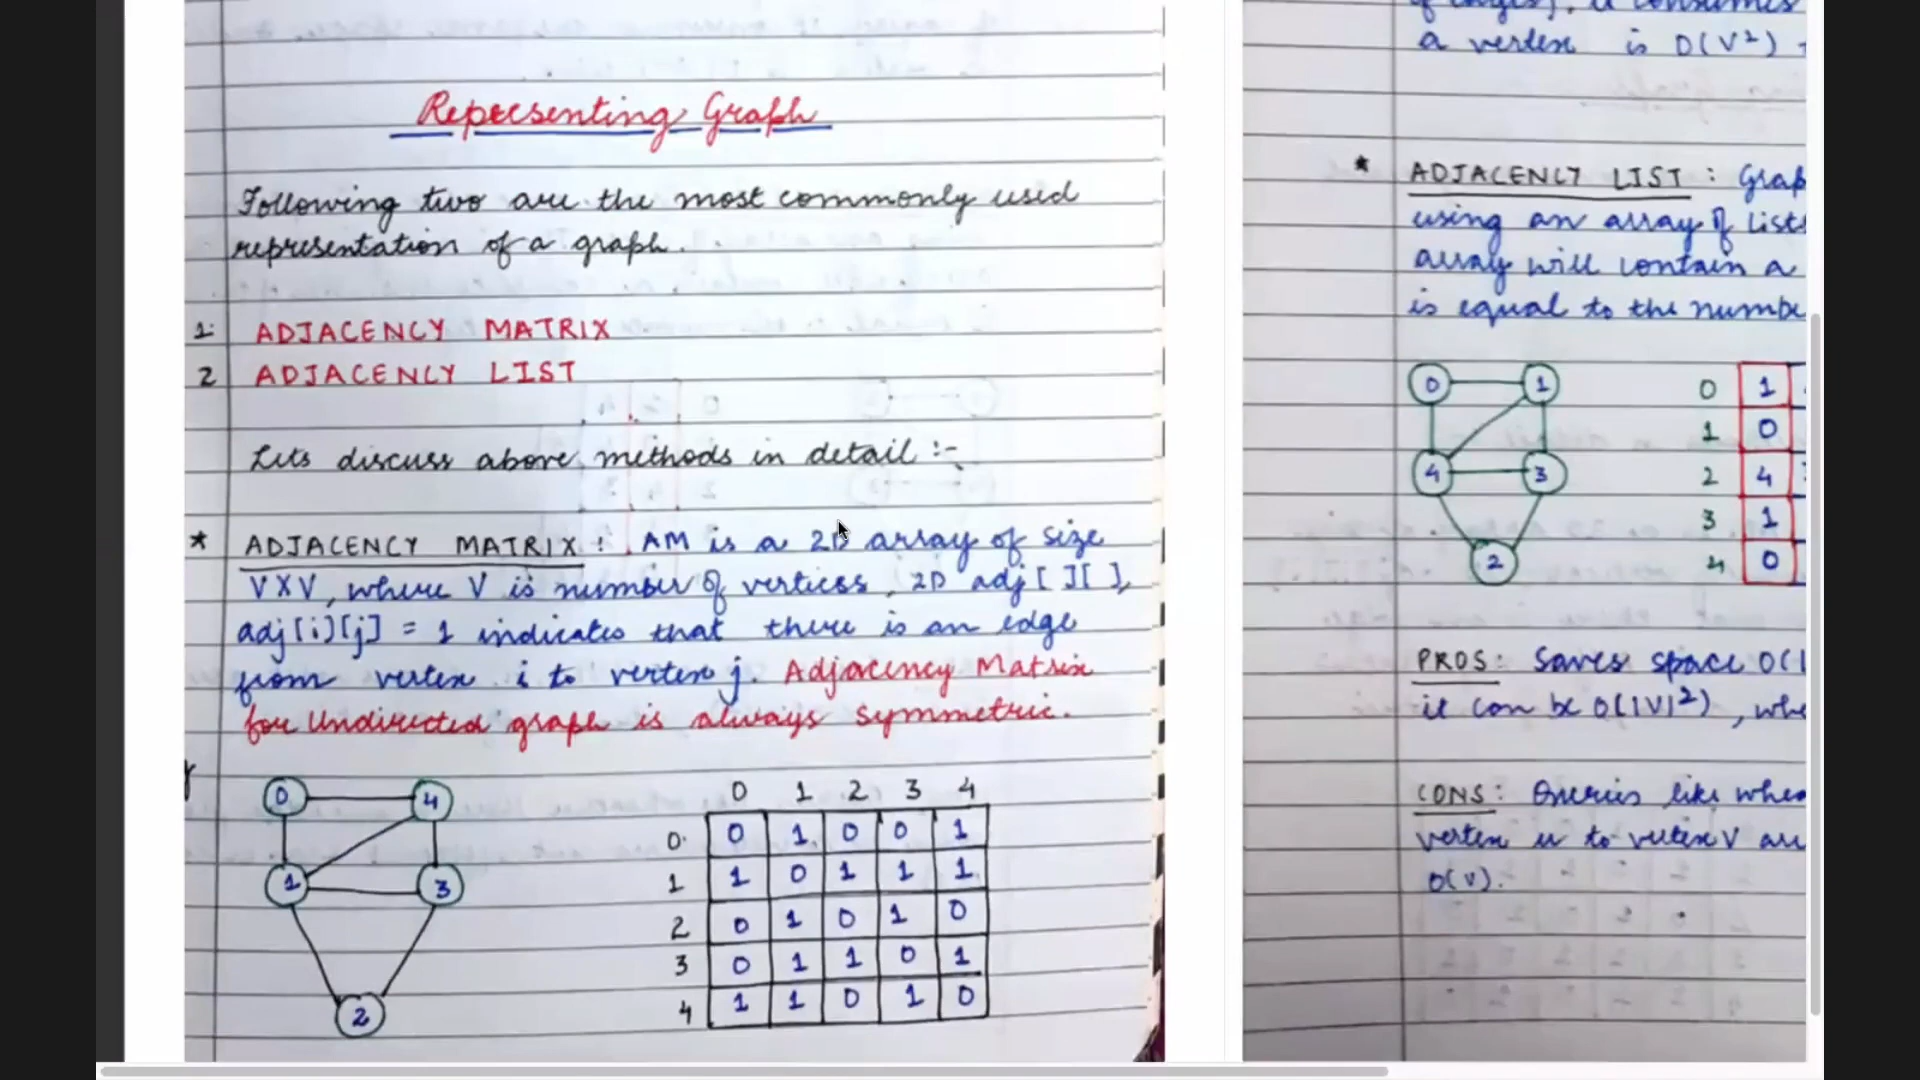 Representing Graph
Following two are the most commonly used
representation of a graph.
1. ADJACENCY MATRIX
2 ADJACENCY LIST
Lets discuss above methods in detail :-
* ADJACENCY MATRIX : AM is a 2D array of size
VXV, where V is number of vertices, 2D adj[ ][ ],
adj[i][j] = 1 indicates that there is an edge
from vertex i to vertex j. Adjacency Matrix
for Undirected graph is always symmetric.
0 4
1 3
2
0 1 2 3 4
0 0 1 0 0 1
1 1 0 1 1 1
2 0 1 0 1 0
3 0 1 1 0 1
4 1 1 0 1 0
a vertex is O(V²)
* ADJACENCY LIST : Grap
using an array of Lists
array will contain a
is equal to the numbe
0 1
4 3
2
0 1
1 0
2 4
3 1
4 0
PROS: Saves space O(1
it can be O(|V|²), whe
CONS: Queries like whe
vertex u to vertex V are
O(V).